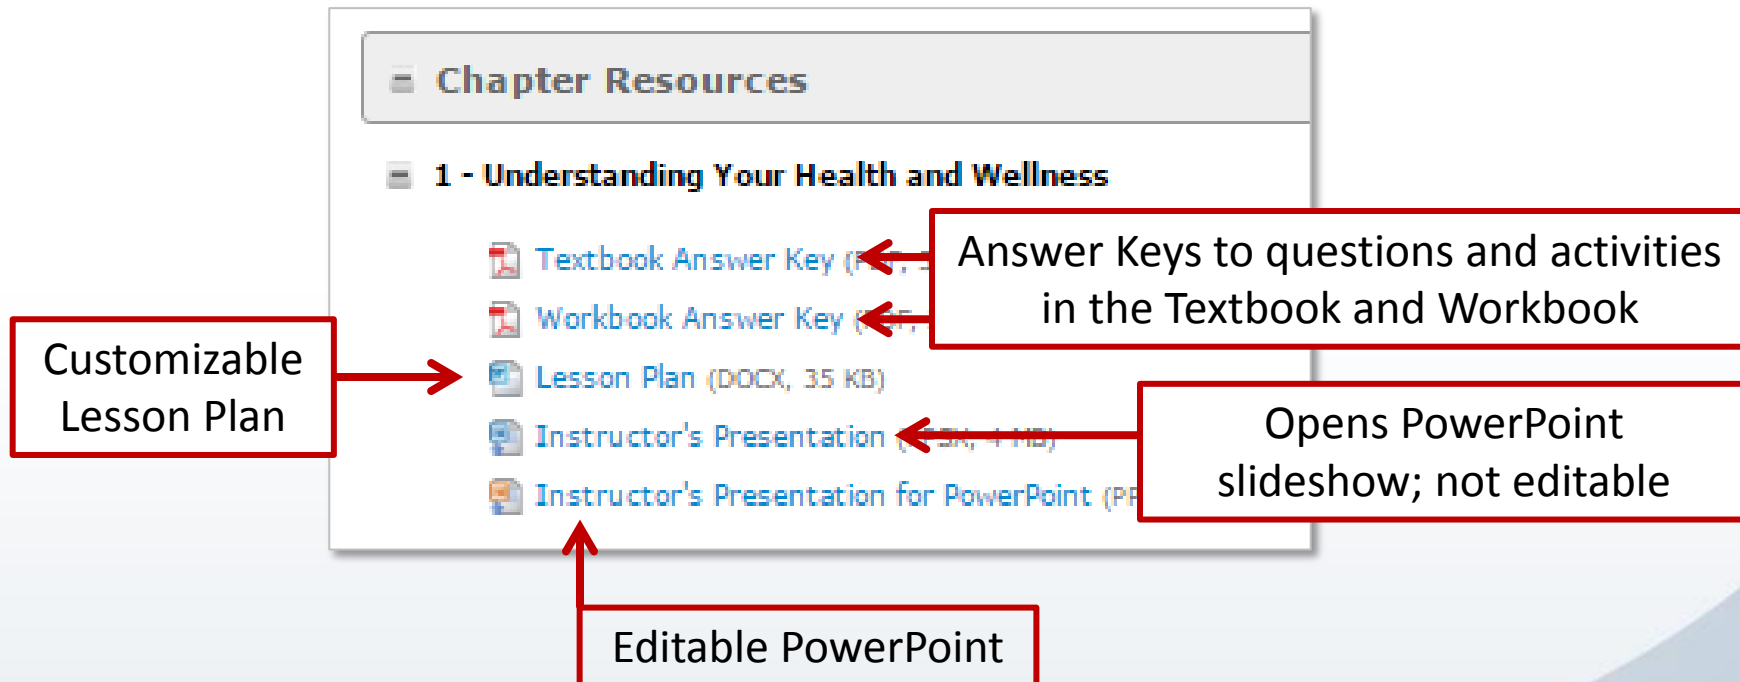 Chapter Resources
1 - Understanding Your Health and Wellness
Textbook Answer Key
Workbook Answer Key
Lesson Plan (DOCX, 35 KB)
Instructor's Presentation
Instructor's Presentation for PowerPoint
Answer Keys to questions and activities
in the Textbook and Workbook
Customizable
Lesson Plan
Opens PowerPoint
slideshow; not editable
Editable PowerPoint